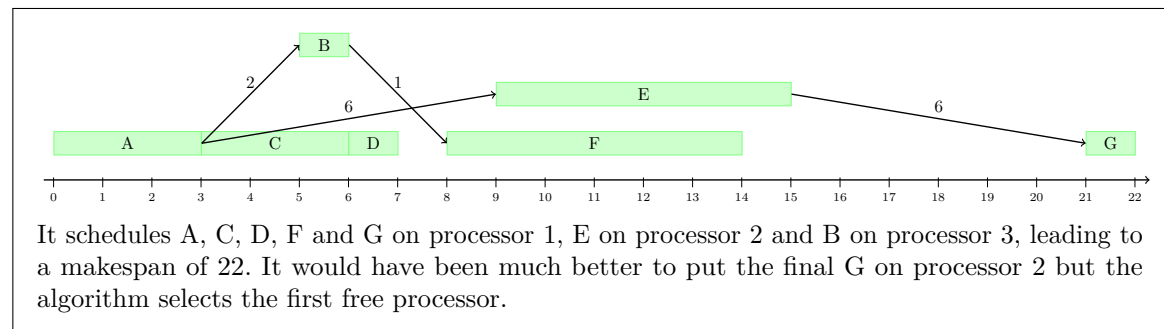 B
2
1
6
E
6
A C D F G
0 1 2 3 4 5 6 7 8 9 10 11 12 13 14 15 16 17 18 19 20 21 22
It schedules A, C, D, F and G on processor 1, E on processor 2 and B on processor 3, leading to
a makespan of 22. It would have been much better to put the final G on processor 2 but the
algorithm selects the first free processor.